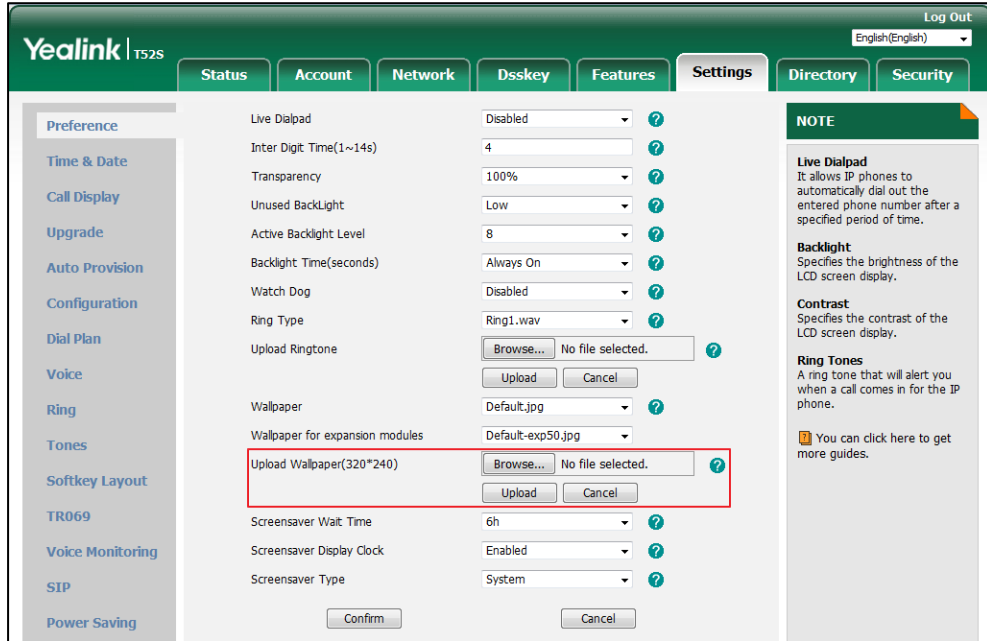 Log Out
Yealink T52S
English(English)
Status Account Network Dsskey Features Settings Directory Security
Preference
Time & Date
Call Display
Upgrade
Auto Provision
Configuration
Dial Plan
Voice
Ring
Tones
Softkey Layout
TR069
Voice Monitoring
SIP
Power Saving
Live Dialpad Disabled ?
Inter Digit Time(1~14s) 4 ?
Transparency 100% ?
Unused BackLight Low ?
Active Backlight Level 8 ?
Backlight Time(seconds) Always On ?
Watch Dog Disabled ?
Ring Type Ring1.wav ?
Upload Ringtone Browse... No file selected. ?
Upload Cancel
Wallpaper Default.jpg ?
Wallpaper for expansion modules Default-exp50.jpg
Upload Wallpaper(320*240) Browse... No file selected. ?
Upload Cancel
Screensaver Wait Time 6h ?
Screensaver Display Clock Enabled ?
Screensaver Type System ?
Confirm Cancel
NOTE
Live Dialpad
It allows IP phones to
automatically dial out the
entered phone number after a
specified period of time.
Backlight
Specifies the brightness of the
LCD screen display.
Contrast
Specifies the contrast of the
LCD screen display.
Ring Tones
A ring tone that will alert you
when a call comes in for the IP
phone.
? You can click here to get
more guides.